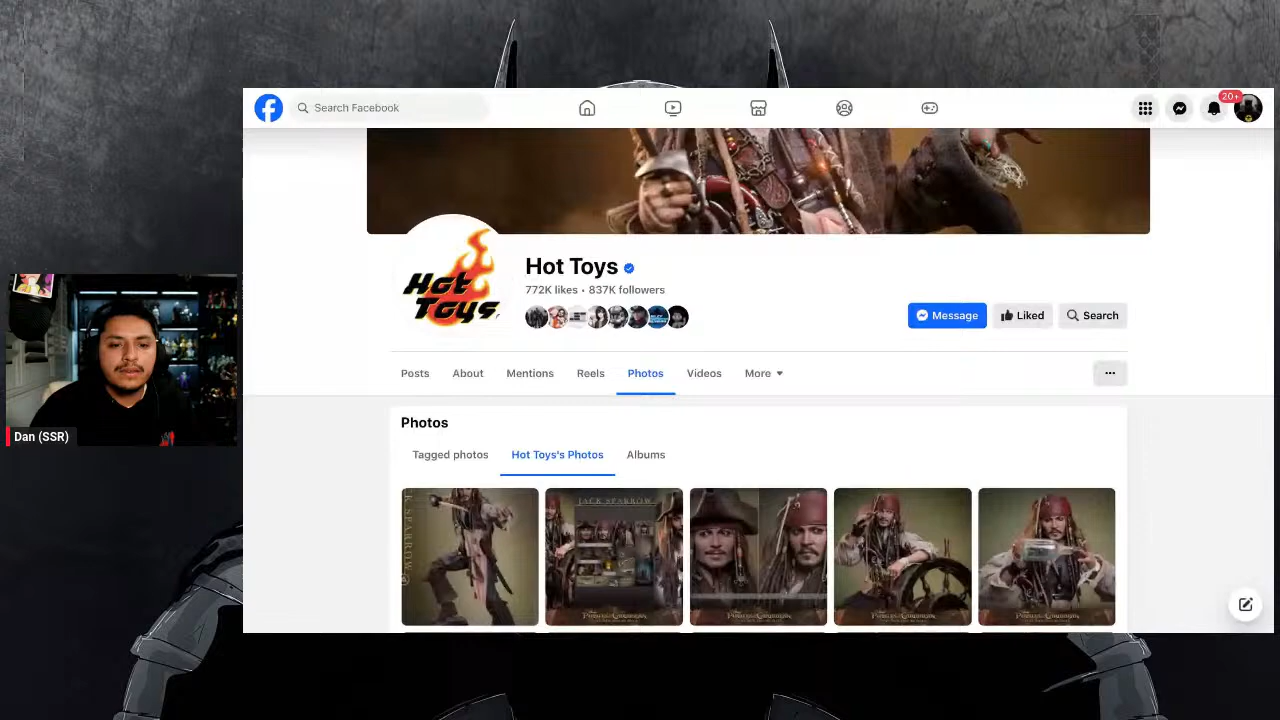 Search Facebook
20+
Hot Toys
Hot Toys
772K likes • 837K followers
Message
Liked
Search
Posts
About
Mentions
Reels
Photos
Videos
More
Photos
Tagged photos
Hot Toys's Photos
Albums
K SPARROW
JACK SPARROW
Dan (SSR)